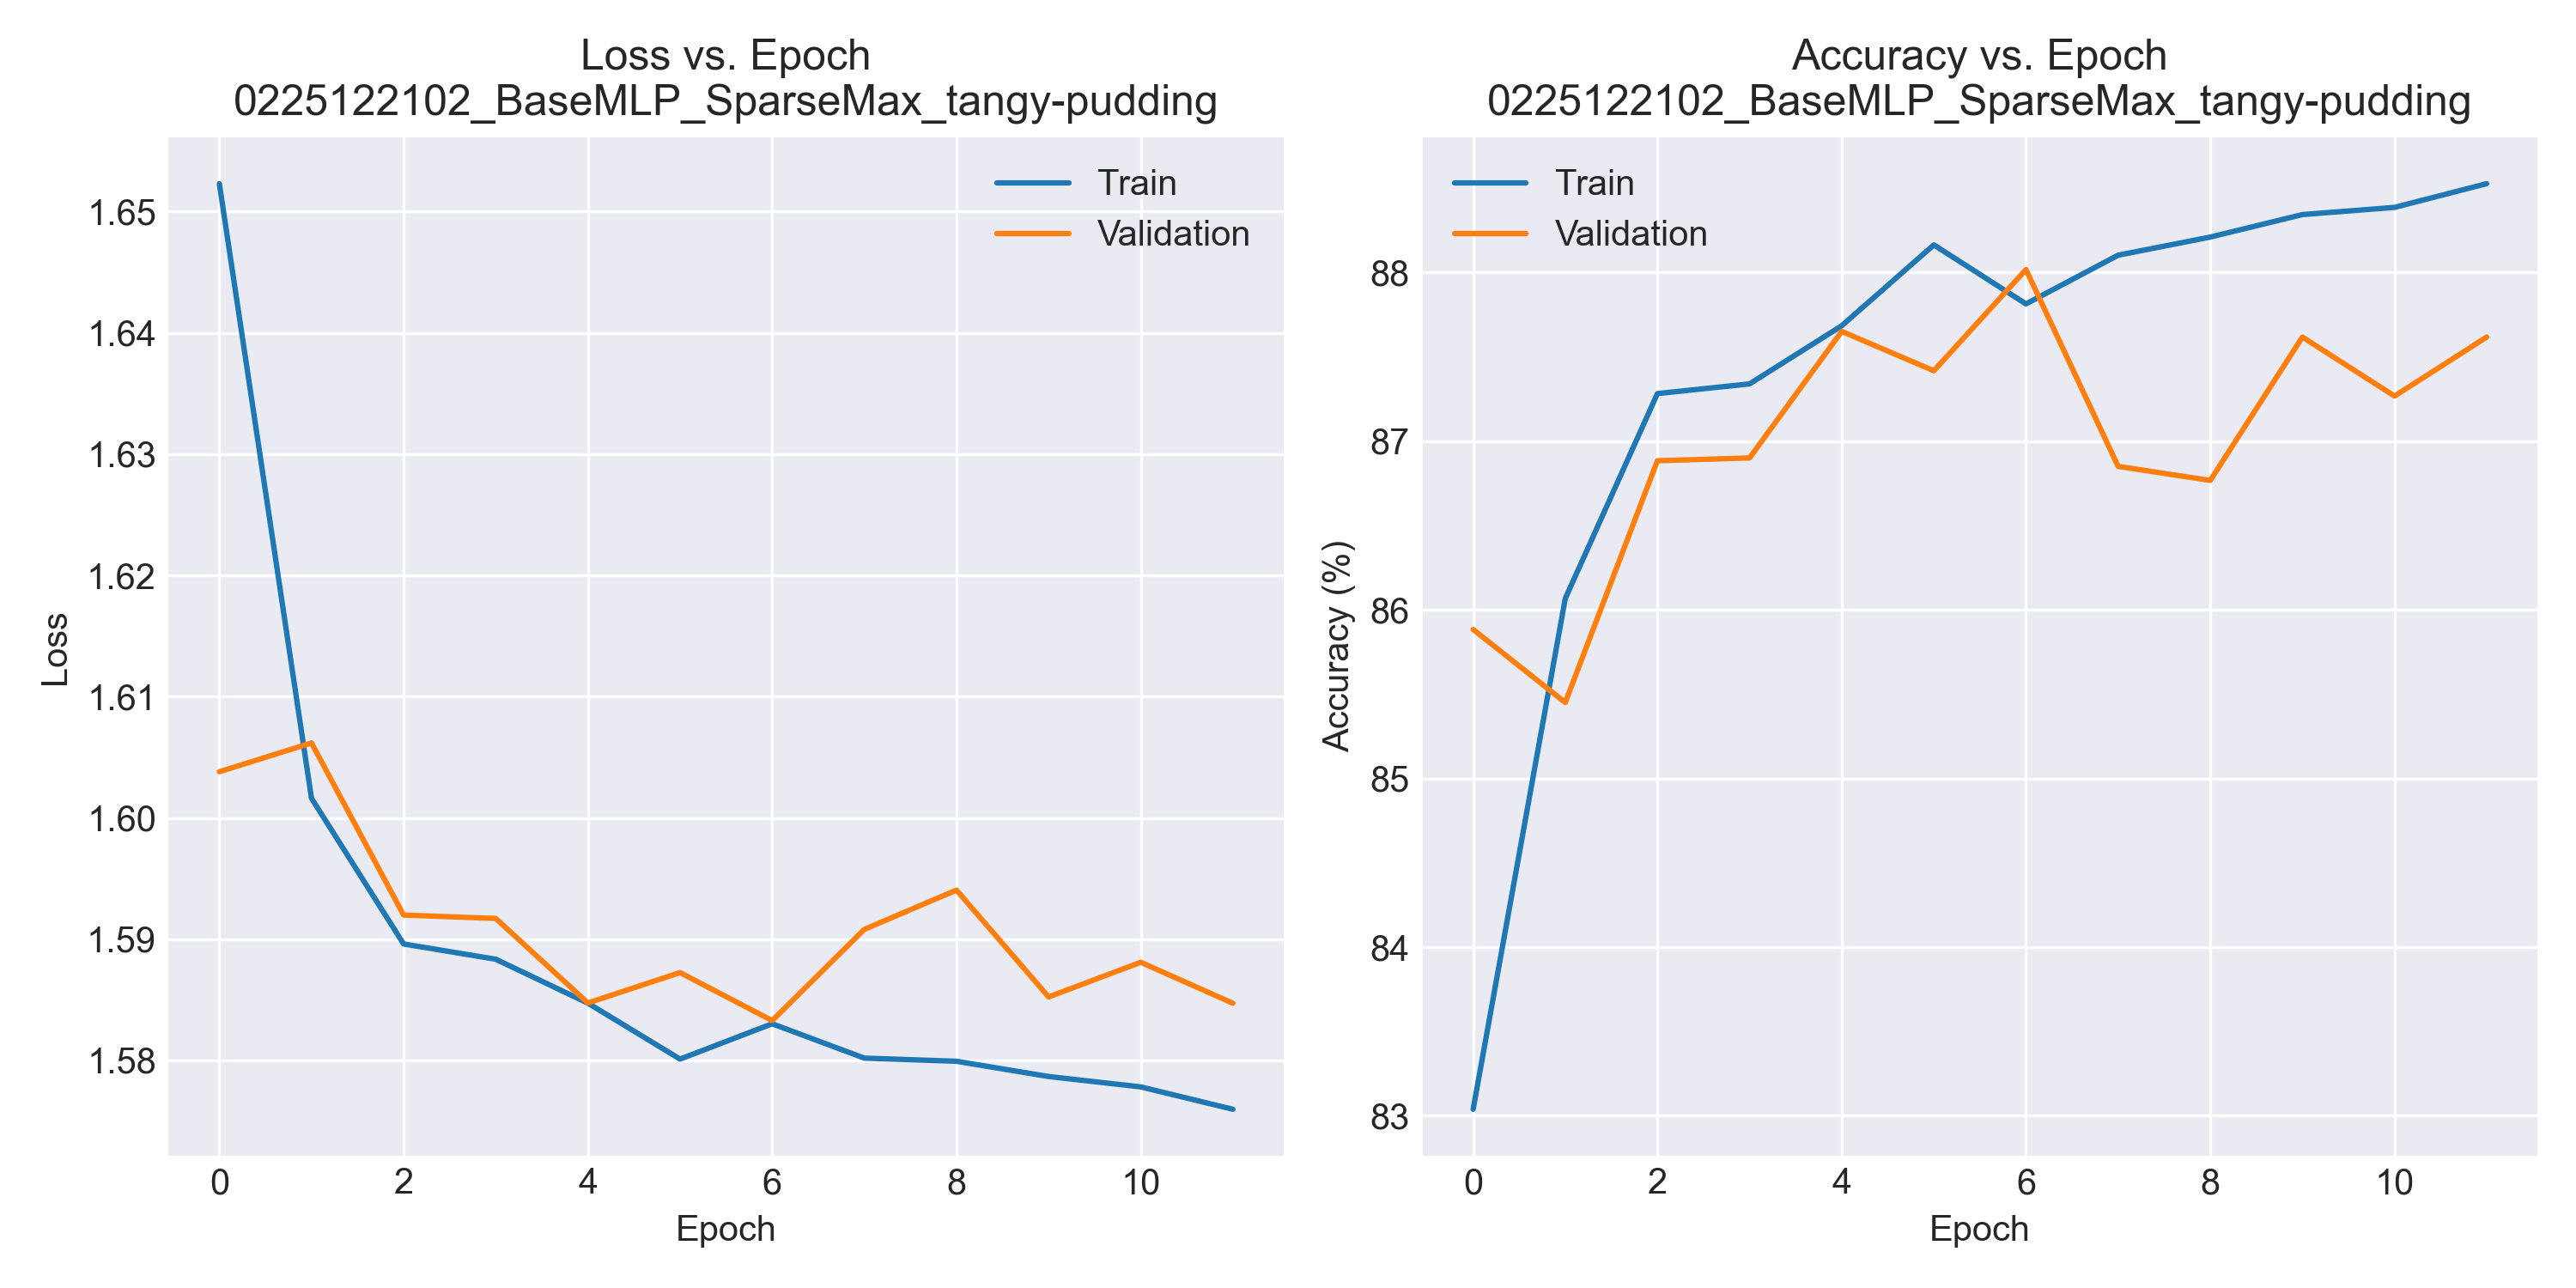 Loss vs. Epoch
0225122102_BaseMLP_SparseMax_tangy-pudding
Train
Validation
1.65
1.64
1.63
1.62
1.61
1.60
1.59
1.58
Loss
0 2 4 6 8 10
Epoch
Accuracy vs. Epoch
0225122102_BaseMLP_SparseMax_tangy-pudding
Train
Validation
88
87
86
85
84
83
Accuracy (%)
0 2 4 6 8 10
Epoch